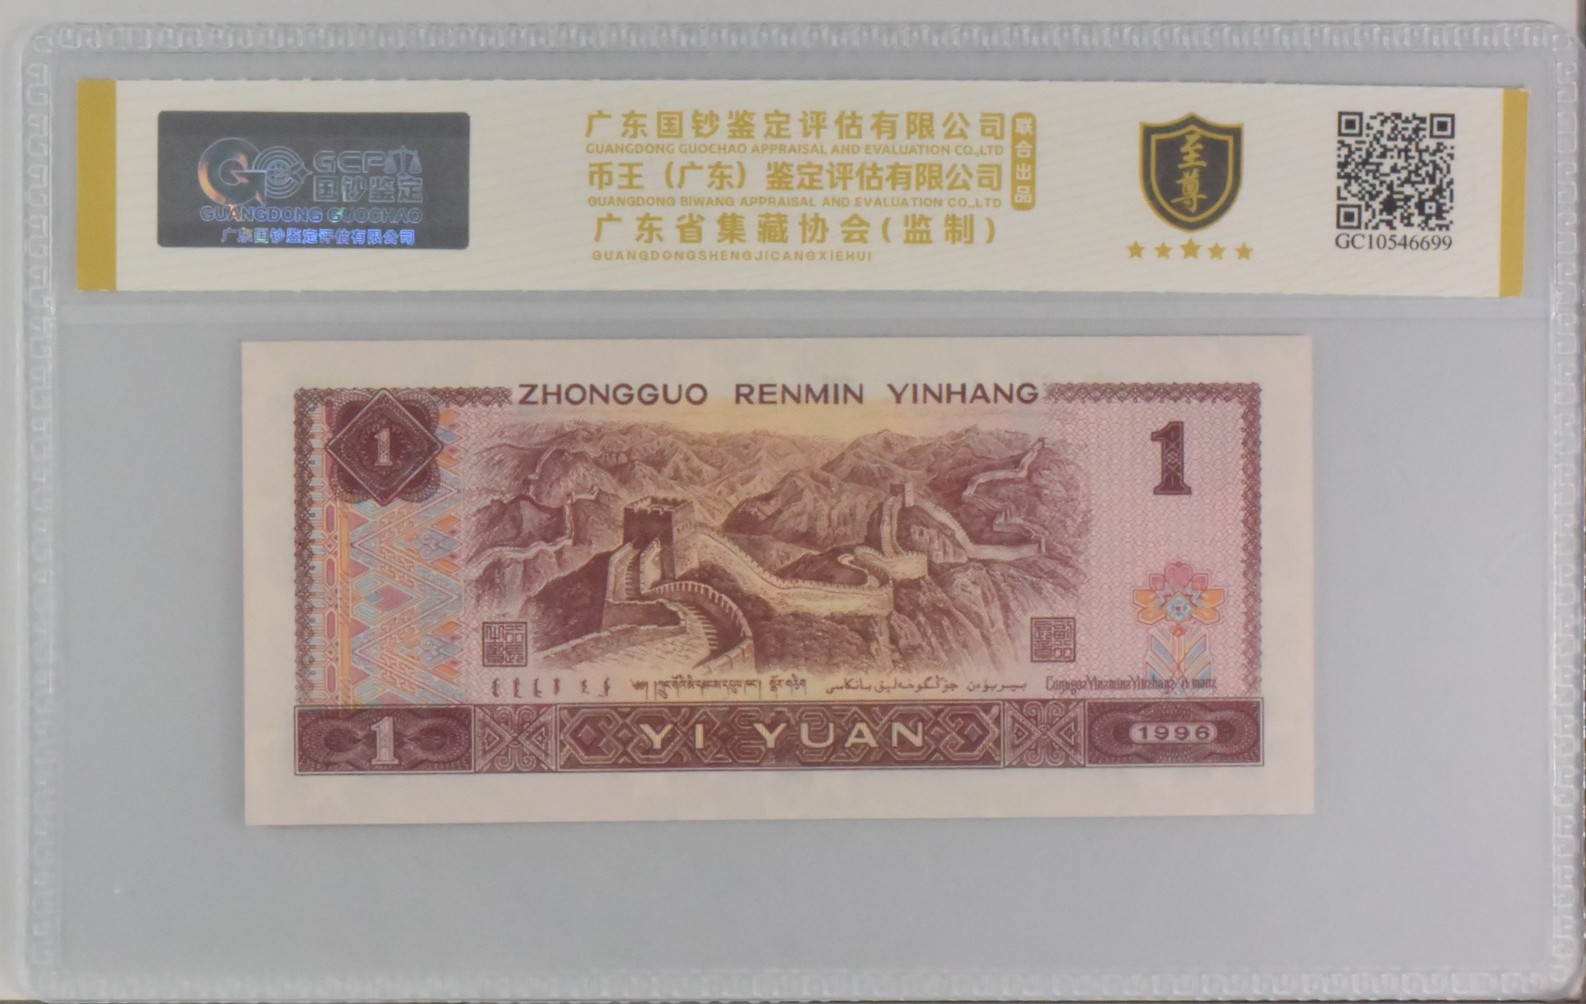 GCP
国钞鉴定
GUANGDONG GUOCHAO
广东国钞鉴定评估有限公司
广东国钞鉴定评估有限公司
GUANGDONG GUOCHAO APPRAISAL AND EVALUATION CO.,LTD
币王（广东）鉴定评估有限公司
GUANGDONG BIWANG APPRAISAL AND EVALUATION CO.,LTD
广东省集藏协会(监制)
GUANGDONGSHENGJICANGXIEHUI
联合出品
至尊
GC10546699
ZHONGGUO RENMIN YINHANG
1
1
1
YI YUAN
1996